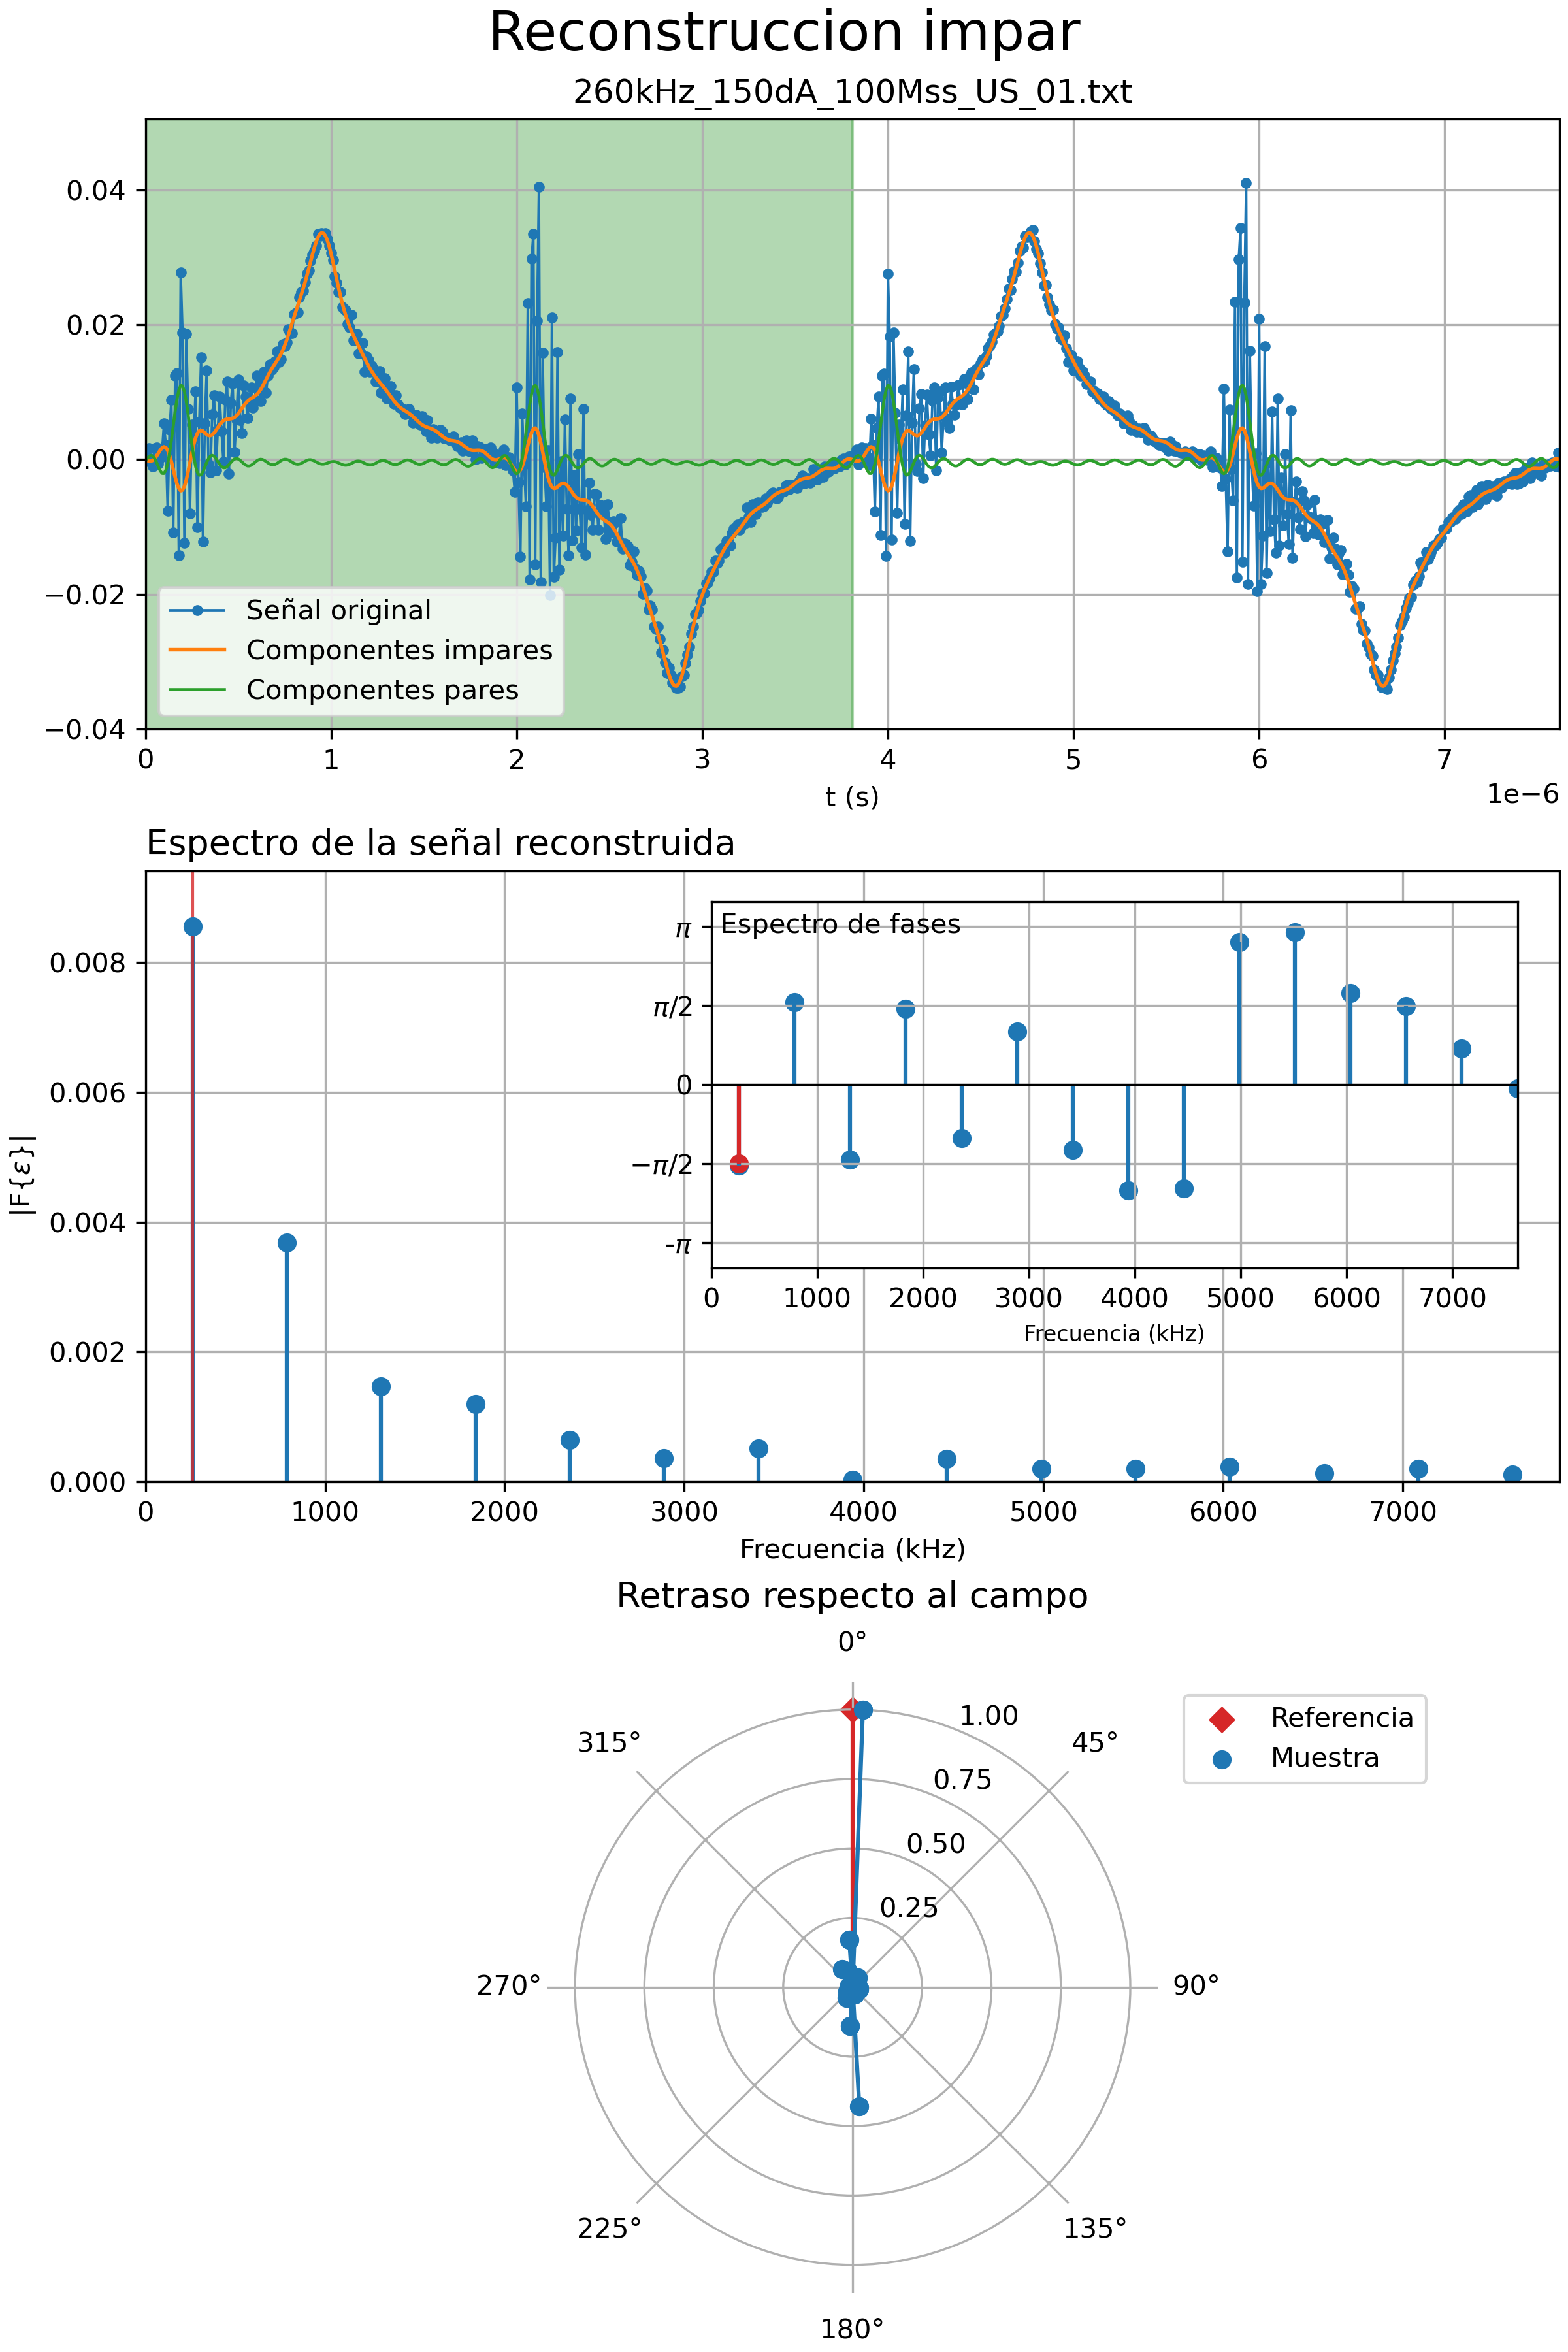 Reconstruccion impar
260kHz_150dA_100Mss_US_01.txt
0.04
0.02
0.00
−0.02
−0.04
Señal original
Componentes impares
Componentes pares
0 1 2 3 4 5 6 7
t (s)
1e−6
Espectro de la señal reconstruida
|F{ε}|
0.008
0.006
0.004
0.002
0.000
0 1000 2000 3000 4000 5000 6000 7000
Frecuencia (kHz)
Espectro de fases
π
π/2
0
−π/2
-π
0 1000 2000 3000 4000 5000 6000 7000
Frecuencia (kHz)
Retraso respecto al campo
0°
45°
90°
135°
180°
225°
270°
315°
1.00
0.75
0.50
0.25
Referencia
Muestra